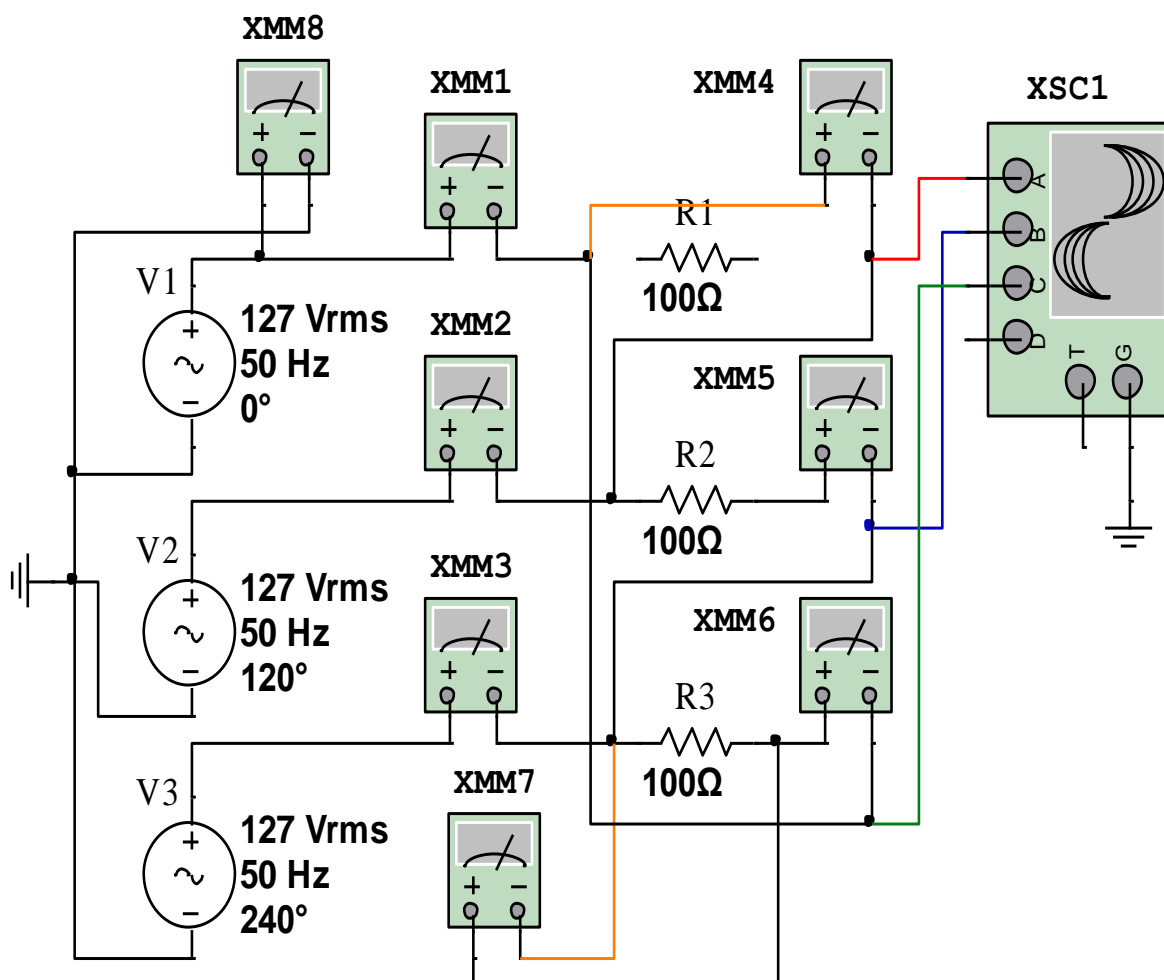 XMM8
XMM1
XMM4
XSC1
+ −
+ −
+ −
A
B
C
D
T
G
R1
100Ω
V1
+
−
127 Vrms
50 Hz
0°
XMM2
+ −
XMM5
+ −
R2
100Ω
V2
+
−
127 Vrms
50 Hz
120°
XMM3
+ −
XMM6
+ −
R3
100Ω
V3
+
−
127 Vrms
50 Hz
240°
XMM7
+ −